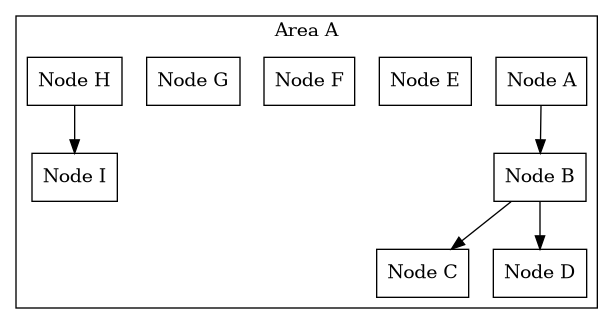 Area A
Node H
Node G
Node F
Node E
Node A
Node I
Node B
Node C
Node D